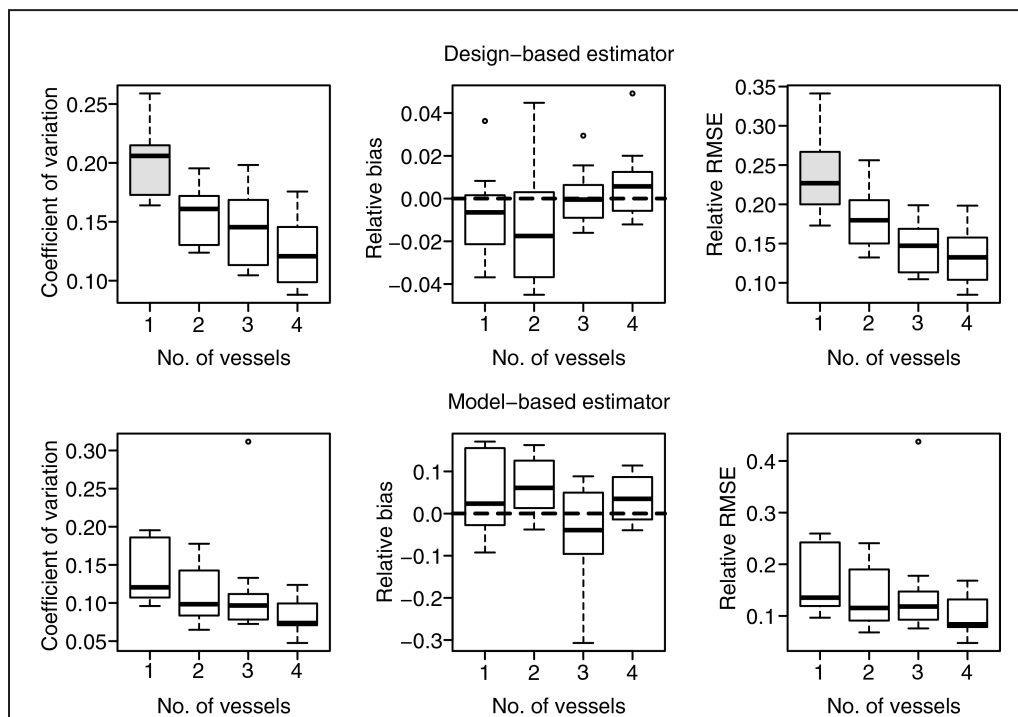 Design−based estimator
Coefficient of variation
0.25
0.20
0.15
0.10
1 2 3 4
No. of vessels
Relative bias
0.04
0.02
0.00
−0.02
−0.04
1 2 3 4
No. of vessels
Relative RMSE
0.35
0.30
0.25
0.20
0.15
0.10
1 2 3 4
No. of vessels
Model−based estimator
Coefficient of variation
0.30
0.25
0.20
0.15
0.10
0.05
1 2 3 4
No. of vessels
Relative bias
0.1
0.0
−0.1
−0.2
−0.3
1 2 3 4
No. of vessels
Relative RMSE
0.4
0.3
0.2
0.1
1 2 3 4
No. of vessels